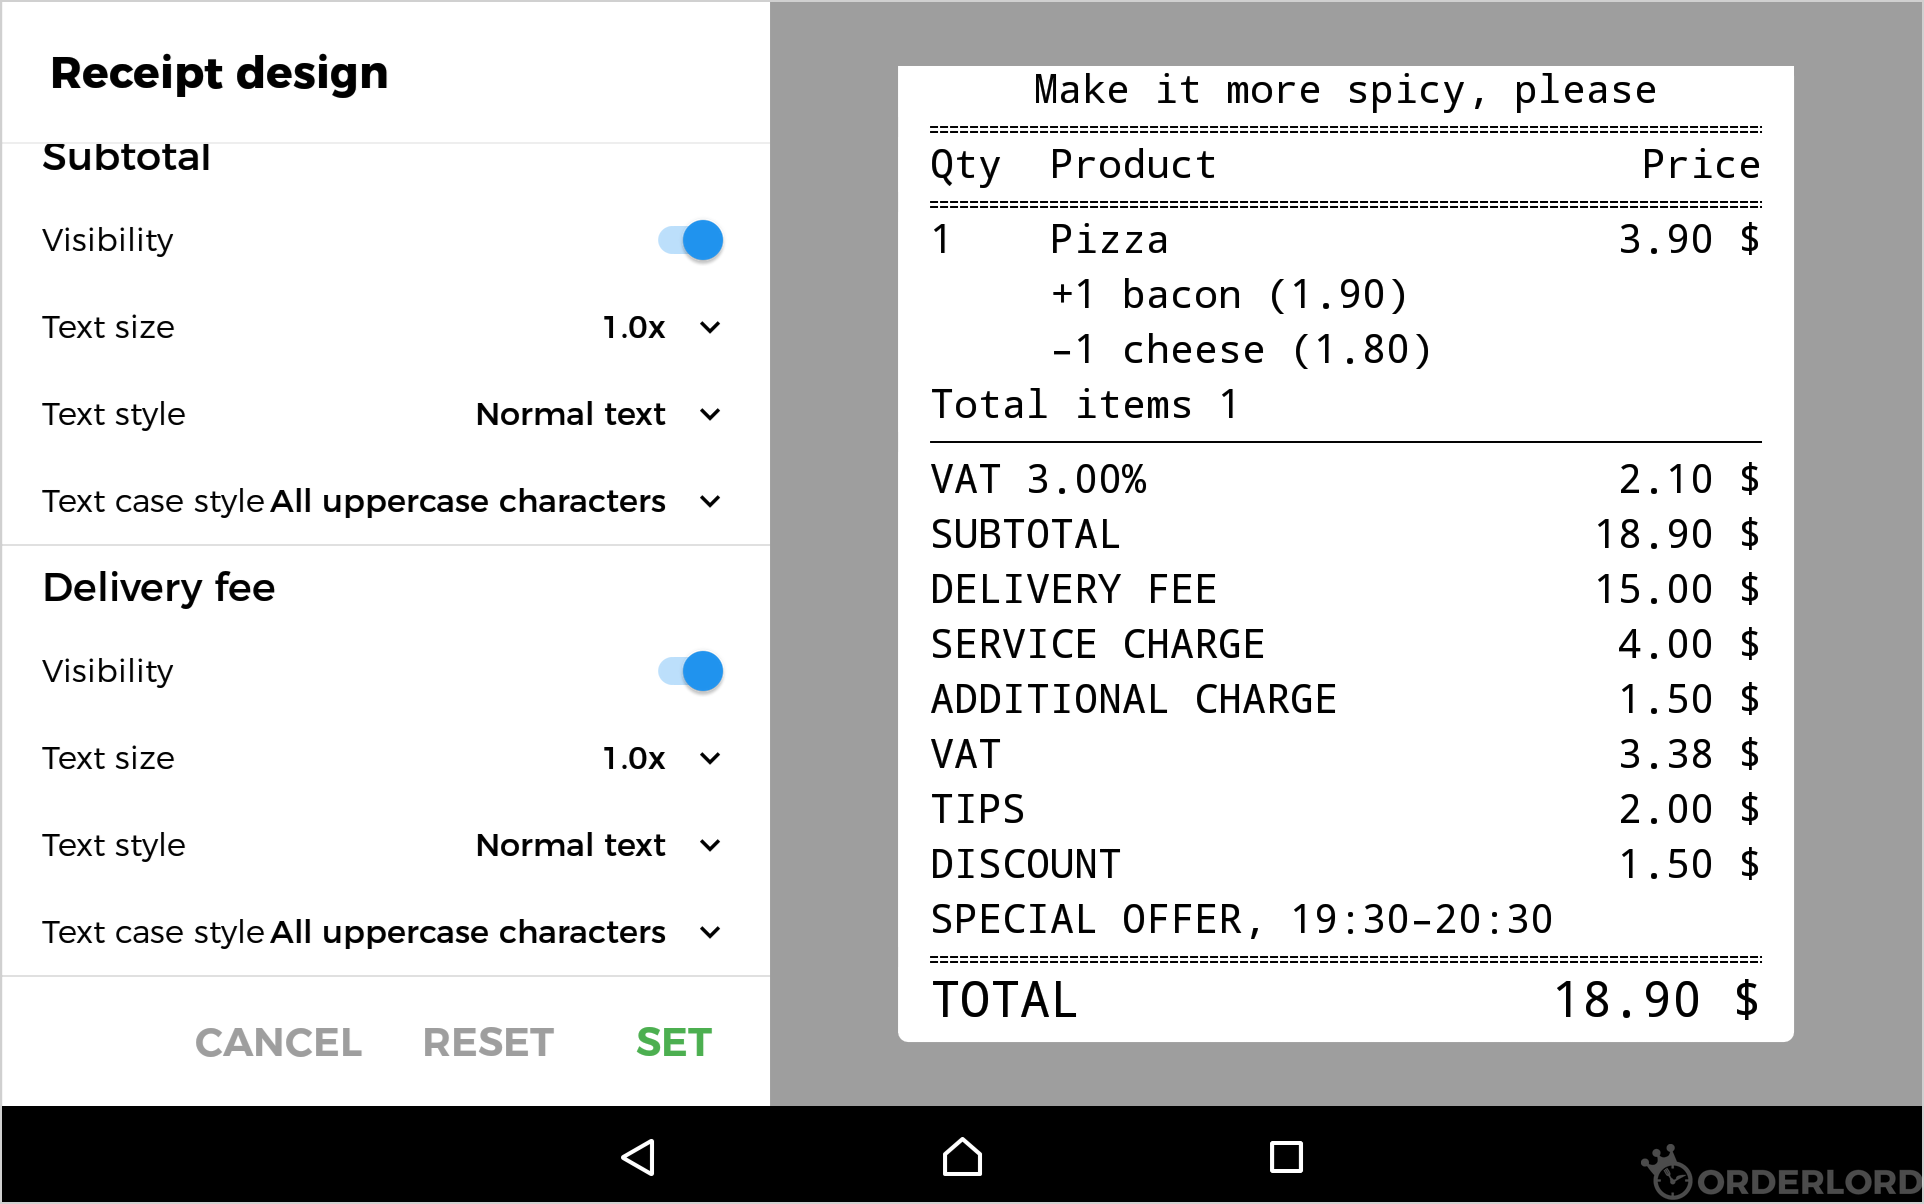 Receipt design
Subtotal
Visibility
Text size 1.0x
Text style Normal text
Text case style All uppercase characters
Delivery fee
Visibility
Text size 1.0x
Text style Normal text
Text case style All uppercase characters
CANCEL RESET SET
Make it more spicy, please
Qty Product Price
1 Pizza 3.90 $
+1 bacon (1.90)
-1 cheese (1.80)
Total items 1
VAT 3.00% 2.10 $
SUBTOTAL 18.90 $
DELIVERY FEE 15.00 $
SERVICE CHARGE 4.00 $
ADDITIONAL CHARGE 1.50 $
VAT 3.38 $
TIPS 2.00 $
DISCOUNT 1.50 $
SPECIAL OFFER, 19:30-20:30
TOTAL 18.90 $
ORDERLORD